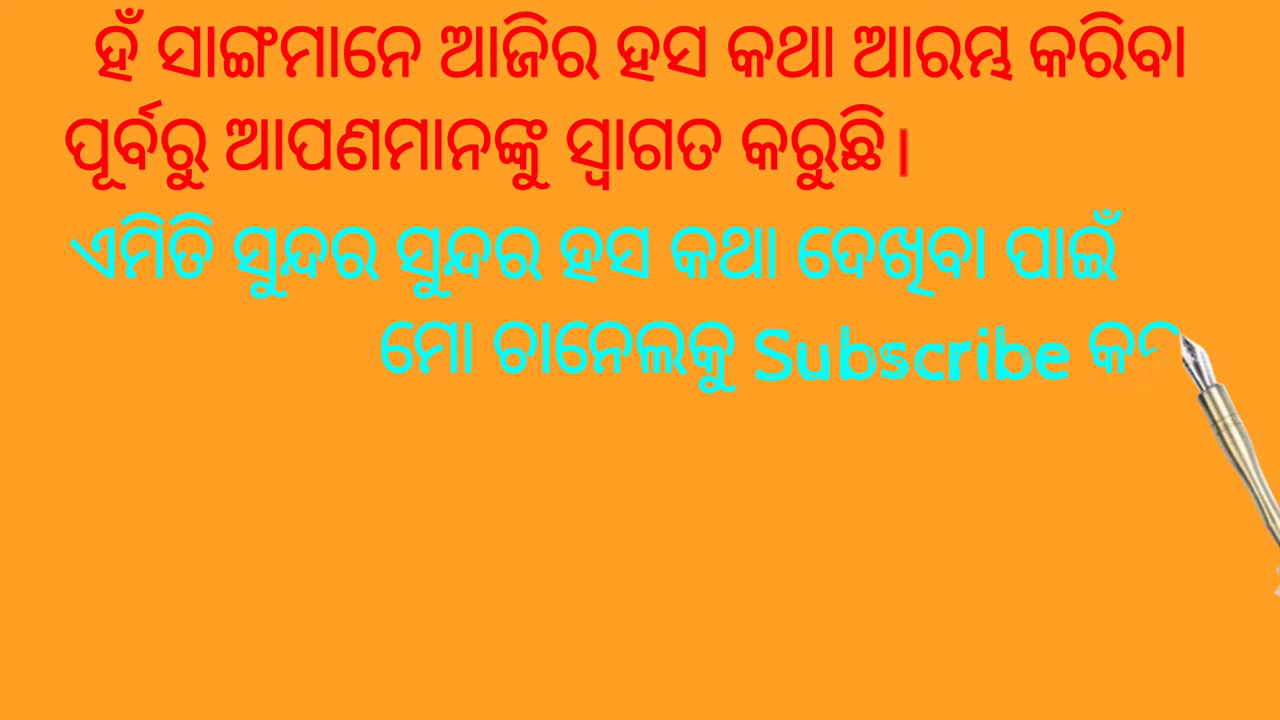 ହଁ ସାଙ୍ଗମାନେ ଆଜିର ହସ କଥା ଆରମ୍ଭ କରିବା
ପୂର୍ବରୁ ଆପଣମାନଙ୍କୁ ସ୍ୱାଗତ କରୁଛି|
ଏମିତି ସୁନ୍ଦର ସୁନ୍ଦର ହସ କଥା ଦେଖିବା ପାଇଁ
ମୋ ଚାନେଲକୁ Subscribe